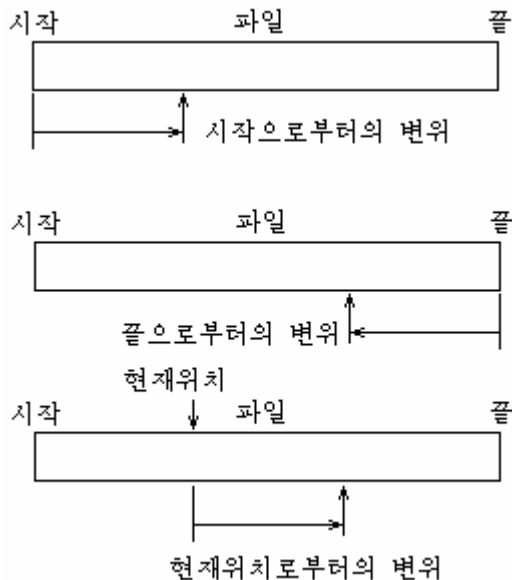 시작 파일 끝
시작으로부터의 변위
시작 파일 끝
끝으로부터의 변위
현재위치
시작 파일 끝
현재위치로부터의 변위